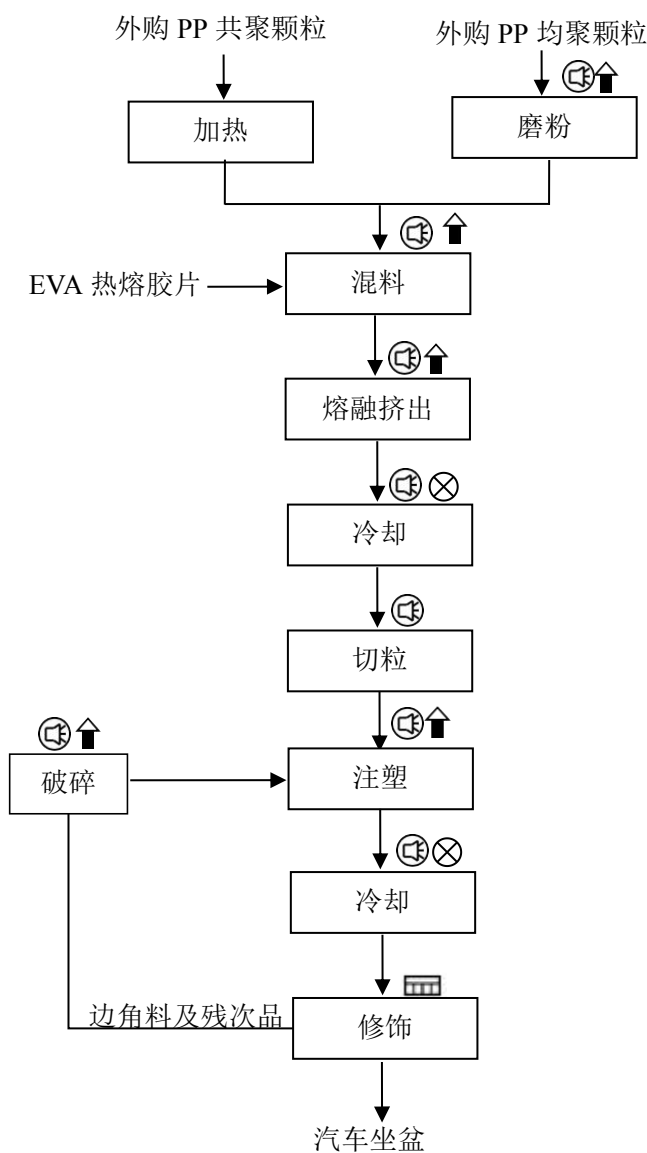 外购 PP 共聚颗粒
外购 PP 均聚颗粒
加热
磨粉
EVA 热熔胶片
混料
熔融挤出
冷却
切粒
破碎
注塑
冷却
边角料及残次品
修饰
汽车坐盆